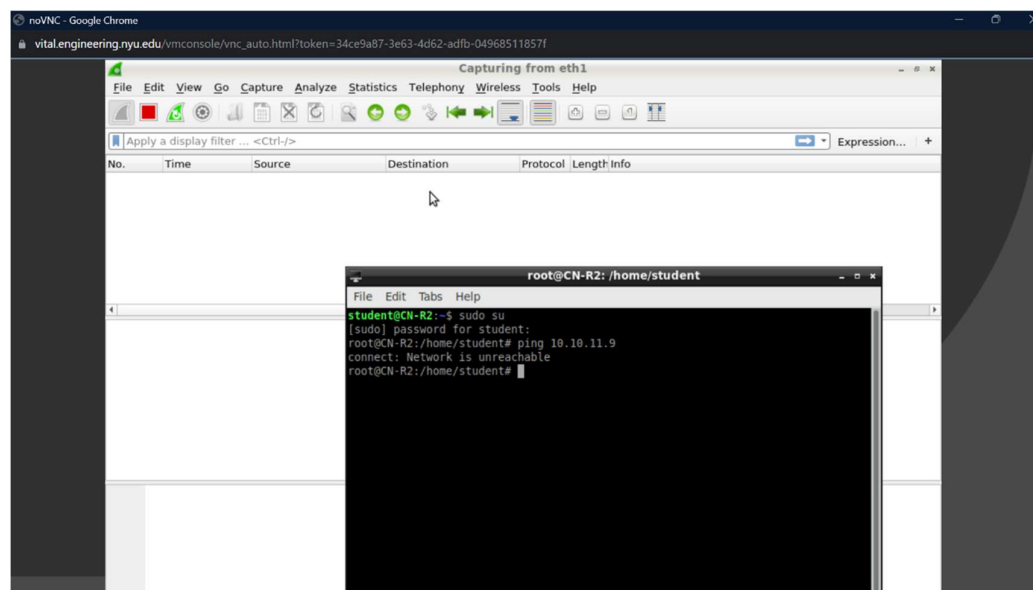 noVNC - Google Chrome
vital.engineering.nyu.edu/vmconsole/vnc_auto.html?token=34ce9a87-3e63-4d62-adfb-04968511857f
Capturing from eth1
File Edit View Go Capture Analyze Statistics Telephony Wireless Tools Help
Apply a display filter ... <Ctrl-/> Expression... +
No. Time Source Destination Protocol Length Info
root@CN-R2: /home/student
File Edit Tabs Help
student@CN-R2:~$ sudo su
[sudo] password for student:
root@CN-R2:/home/student# ping 10.10.11.9
connect: Network is unreachable
root@CN-R2:/home/student#